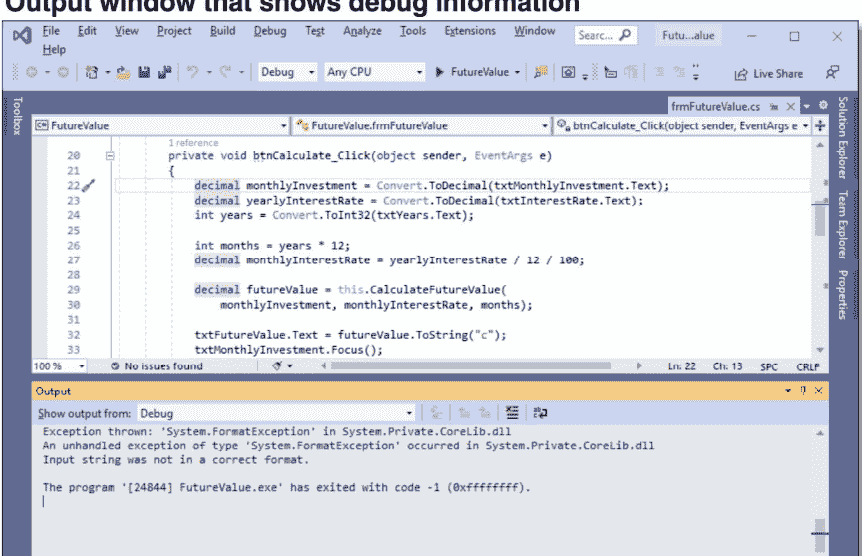 Output window that shows debug information
File Edit View Project Build Debug Test Analyze Tools Extensions Window Searc... Futu...alue
Help
Debug Any CPU FutureValue Live Share
Toolbox
frmFutureValue.cs
C# FutureValue FutureValue.frmFutureValue btnCalculate_Click(object sender, EventArgs e
1 reference
20 private void btnCalculate_Click(object sender, EventArgs e)
21 {
22 decimal monthlyInvestment = Convert.ToDecimal(txtMonthlyInvestment.Text);
23 decimal yearlyInterestRate = Convert.ToDecimal(txtInterestRate.Text);
24 int years = Convert.ToInt32(txtYears.Text);
25
26 int months = years * 12;
27 decimal monthlyInterestRate = yearlyInterestRate / 12 / 100;
28
29 decimal futureValue = this.CalculateFutureValue(
30 monthlyInvestment, monthlyInterestRate, months);
31
32 txtFutureValue.Text = futureValue.ToString("c");
33 txtMonthlyInvestment.Focus();
100 % No issues found Ln: 22 Ch: 13 SPC CRLF
Solution Explorer
Team Explorer
Properties
Output
Show output from: Debug
Exception thrown: 'System.FormatException' in System.Private.CoreLib.dll
An unhandled exception of type 'System.FormatException' occurred in System.Private.CoreLib.dll
Input string was not in a correct format.
The program '[24844] FutureValue.exe' has exited with code -1 (0xffffffff).